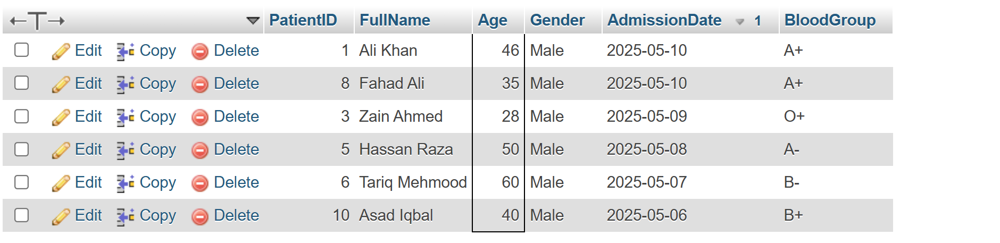 ←T→ PatientID FullName Age Gender AdmissionDate 1 BloodGroup
Edit Copy Delete 1 Ali Khan 46 Male 2025-05-10 A+
Edit Copy Delete 8 Fahad Ali 35 Male 2025-05-10 A+
Edit Copy Delete 3 Zain Ahmed 28 Male 2025-05-09 O+
Edit Copy Delete 5 Hassan Raza 50 Male 2025-05-08 A-
Edit Copy Delete 6 Tariq Mehmood 60 Male 2025-05-07 B-
Edit Copy Delete 10 Asad Iqbal 40 Male 2025-05-06 B+